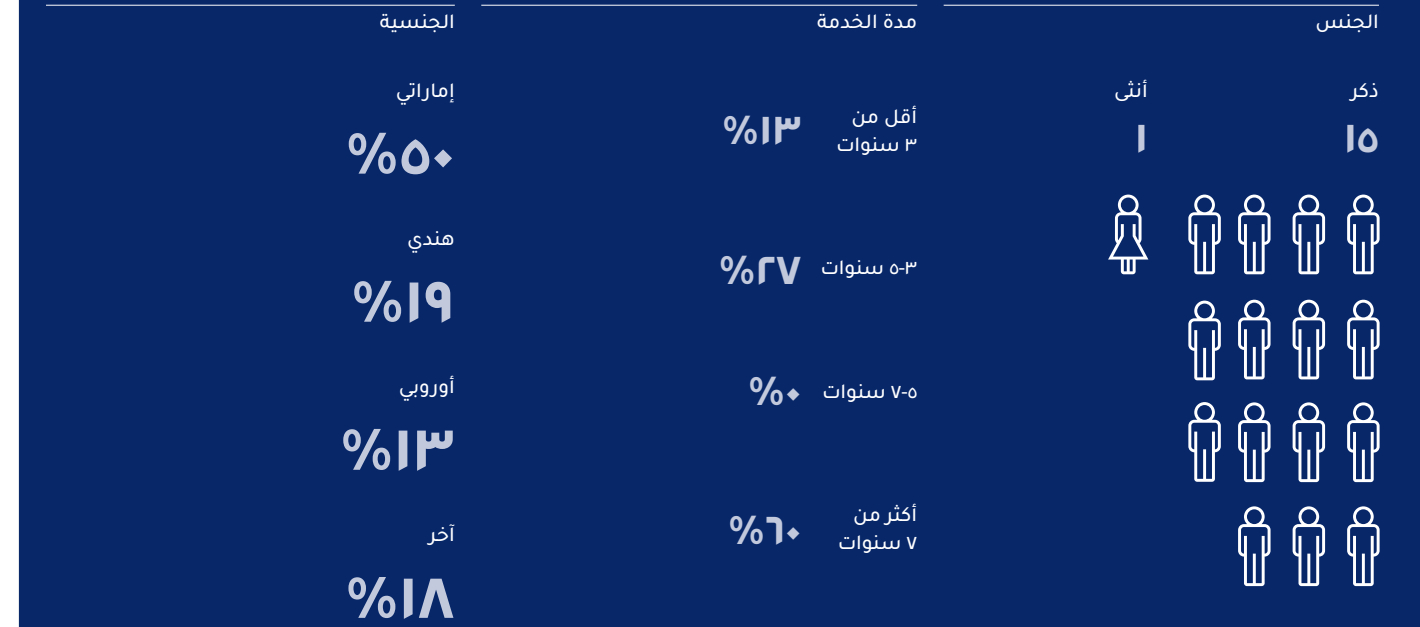 الجنس
ذكر
١٥
أنثى
١
مدة الخدمة
أقل من
٣ سنوات
١٣%
٣-٥ سنوات
٢٧%
٥-٧ سنوات
٠%
أكثر من
٧ سنوات
٦٠%
الجنسية
إماراتي
٥٠%
هندي
١٩%
أوروبي
١٣%
آخر
١٨%